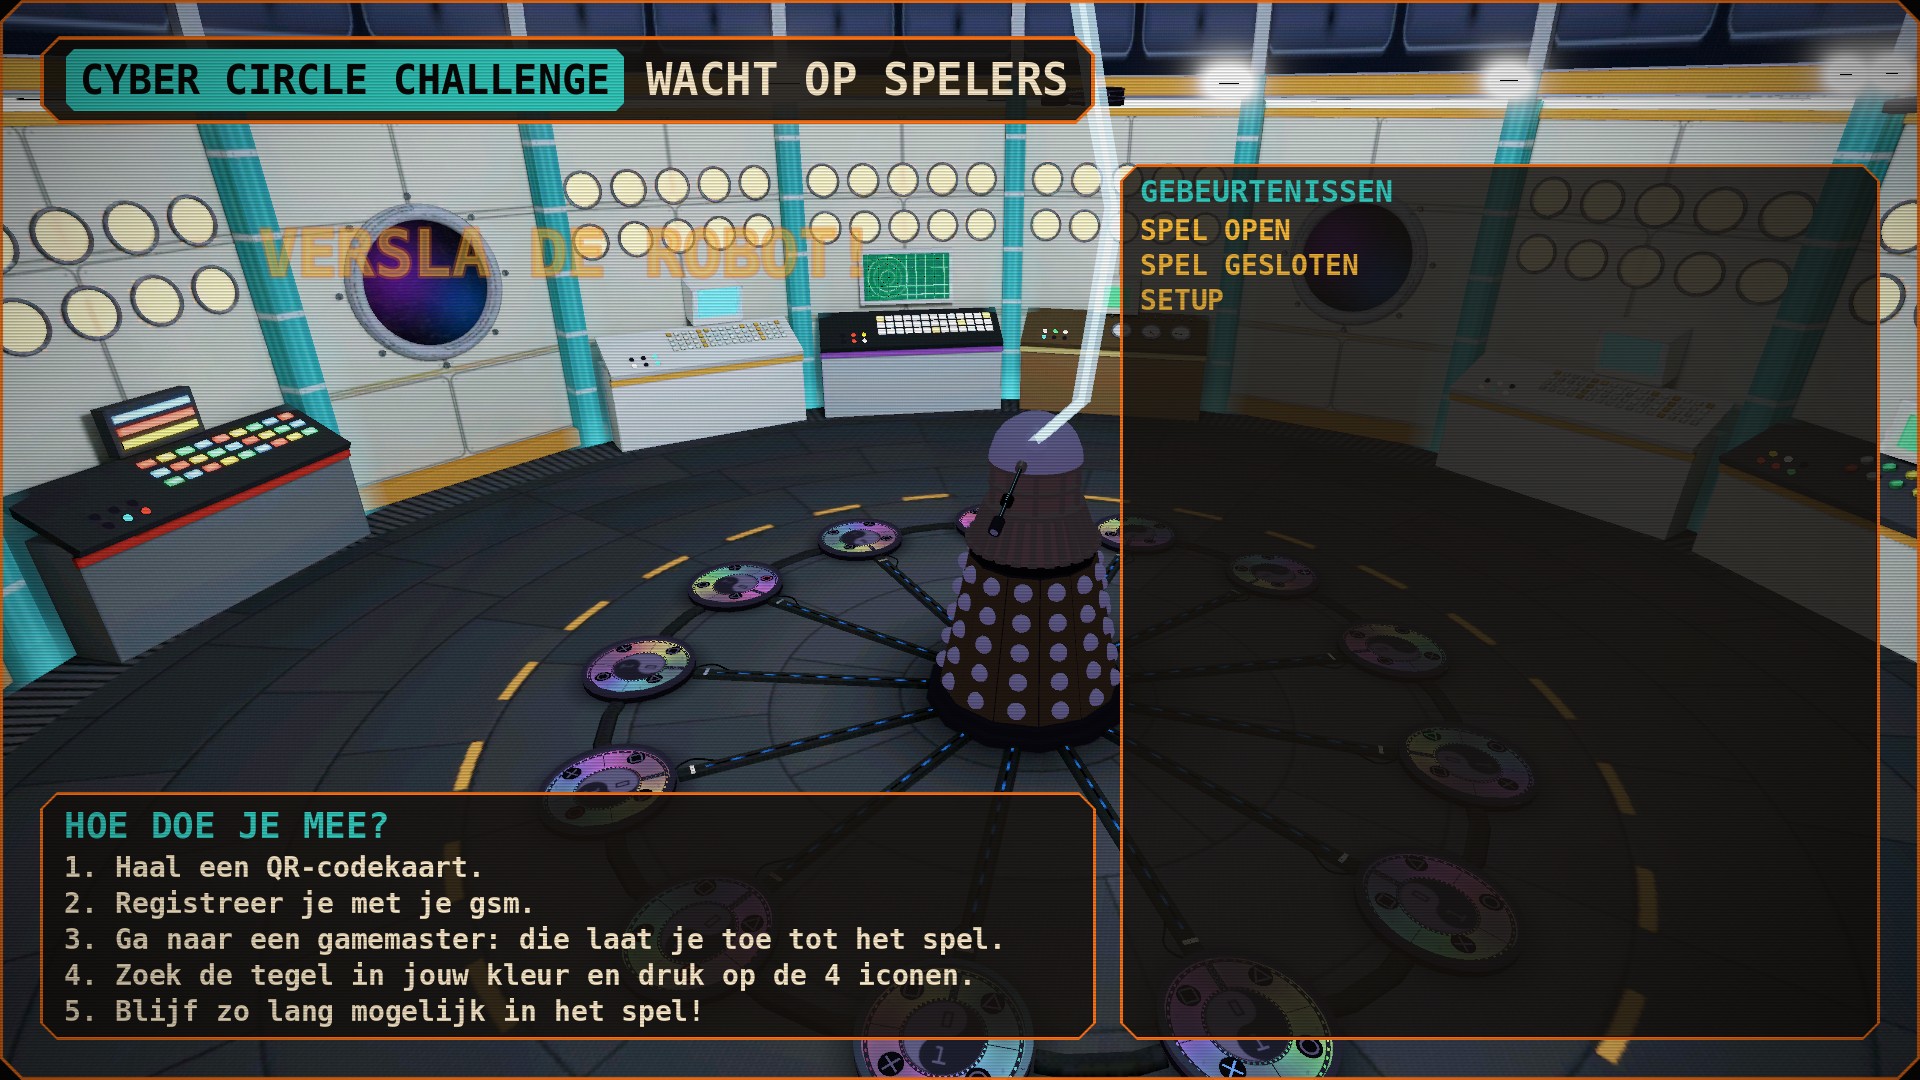 CYBER CIRCLE CHALLENGE WACHT OP SPELERS
VERSLA DE ROBOT!
GEBEURTENISSEN
SPEL OPEN
SPEL GESLOTEN
SETUP
HOE DOE JE MEE?
1. Haal een QR-codekaart.
2. Registreer je met je gsm.
3. Ga naar een gamemaster: die laat je toe tot het spel.
4. Zoek de tegel in jouw kleur en druk op de 4 iconen.
5. Blijf zo lang mogelijk in het spel!
1
1